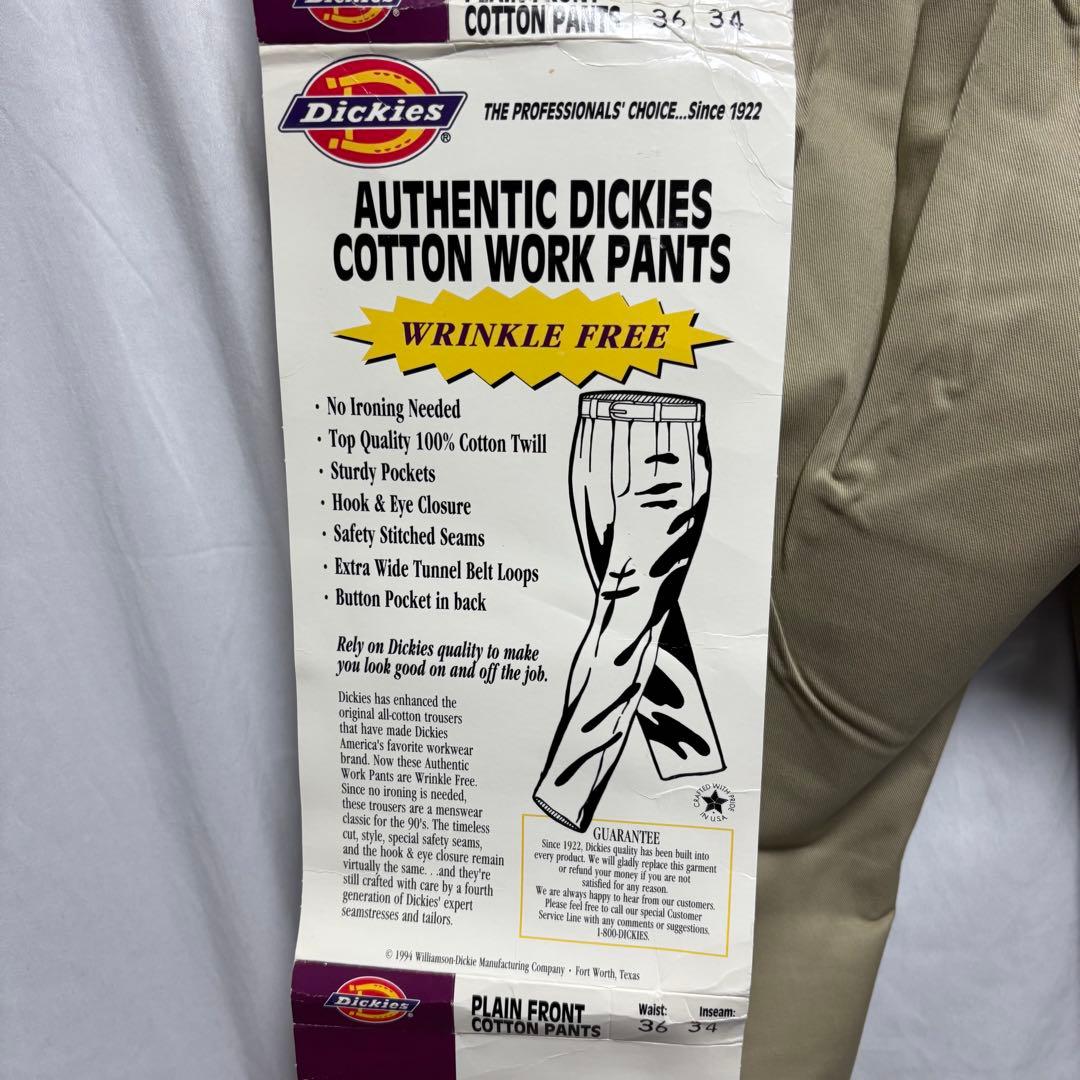 COTTON PANTS 36 34
Dickies ®
THE PROFESSIONALS' CHOICE...Since 1922
AUTHENTIC DICKIES
COTTON WORK PANTS
WRINKLE FREE
· No Ironing Needed
· Top Quality 100% Cotton Twill
· Sturdy Pockets
· Hook & Eye Closure
· Safety Stitched Seams
· Extra Wide Tunnel Belt Loops
· Button Pocket in back
Rely on Dickies quality to make
you look good on and off the job.
Dickies has enhanced the
original all-cotton trousers
that have made Dickies
America's favorite workwear
brand. Now these Authentic
Work Pants are Wrinkle Free.
Since no ironing is needed,
these trousers are a menswear
classic for the 90's. The timeless
cut, style, special safety seams,
and the hook & eye closure remain
virtually the same. . .and they're
still crafted with care by a fourth
generation of Dickies' expert
seamstresses and tailors.
CRAFTED WITH PRIDE
IN USA
GUARANTEE
Since 1922, Dickies quality has been built into
every product. We will gladly replace this garment
or refund your money if you are not
satisfied for any reason.
We are always happy to hear from our customers.
Please feel free to call our special Customer
Service Line with any comments or suggestions.
1-800-DICKIES.
© 1994 Williamson-Dickie Manufacturing Company · Fort Worth, Texas
Dickies
PLAIN FRONT
COTTON PANTS
Waist: Inseam:
36 34